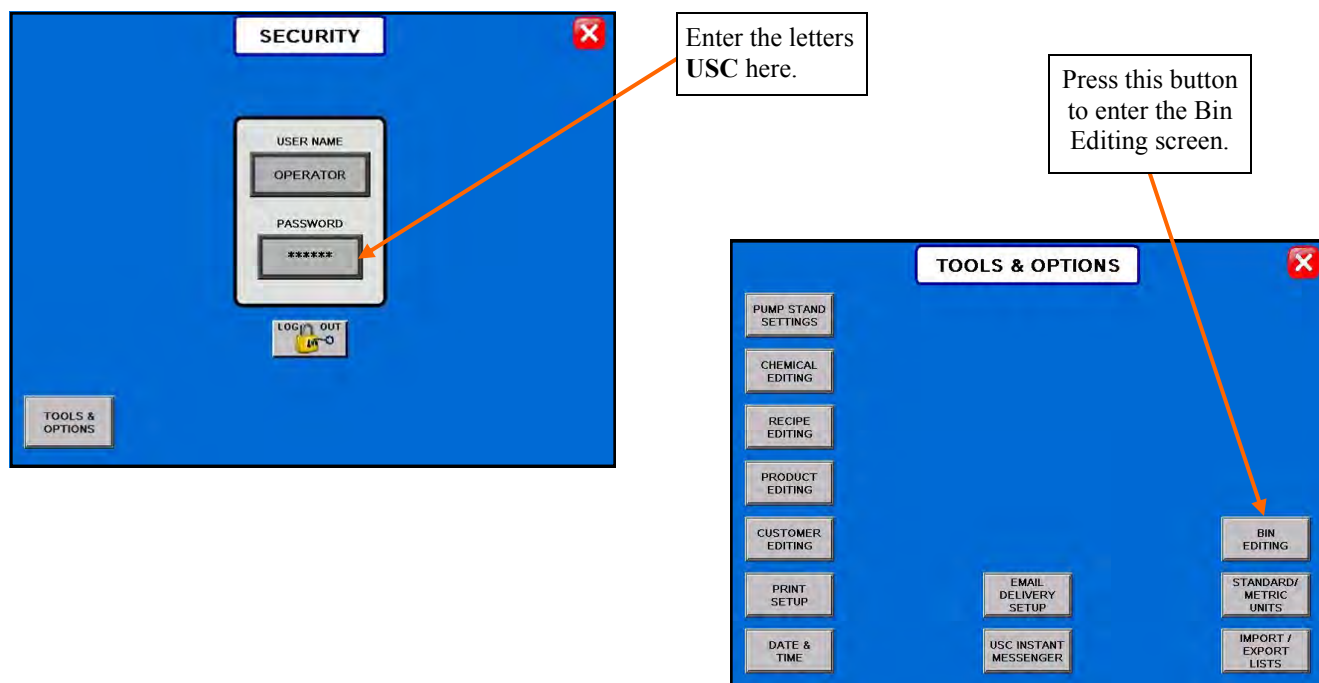 SECURITY
USER NAME
OPERATOR
PASSWORD
******
LOG OUT
TOOLS &
OPTIONS
Enter the letters
USC here.
Press this button
to enter the Bin
Editing screen.
TOOLS & OPTIONS
PUMP STAND
SETTINGS
CHEMICAL
EDITING
RECIPE
EDITING
PRODUCT
EDITING
CUSTOMER
EDITING
PRINT
SETUP
DATE &
TIME
EMAIL
DELIVERY
SETUP
USC INSTANT
MESSENGER
BIN
EDITING
STANDARD/
METRIC
UNITS
IMPORT /
EXPORT
LISTS